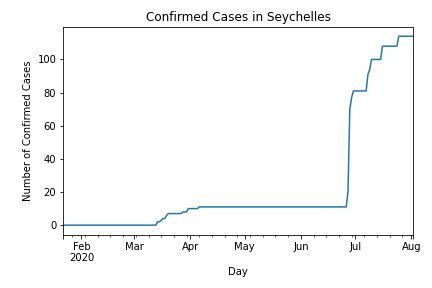 Confirmed Cases in Seychelles
Number of Confirmed Cases
100
80
60
40
20
0
Feb Mar Apr May Jun Jul Aug
2020
Day